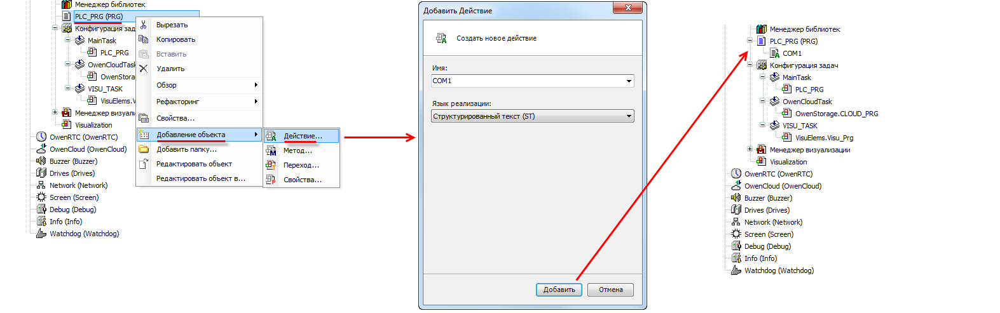 Менеджер библиотек
PLC_PRG (PRG)
Конфигурация зад
MainTask
PLC_PRG
OwenCloudTask
OwenStorag
VISU_TASK
VisuElems.V
Менеджер визуали
Visualization
OwenRTC (OwenRTC)
OwenCloud (OwenCloud)
Buzzer (Buzzer)
Drives (Drives)
Network (Network)
Screen (Screen)
Debug (Debug)
Info (Info)
Watchdog (Watchdog)
Вырезать
Копировать
Вставить
Удалить
Обзор
Рефакторинг
Свойства...
Добавление объекта
Добавить папку...
Редактировать объект
Редактировать объект в...
Действие...
Метод...
Переход...
Свойства...
Добавить Действие
Создать новое действие
Имя:
COM1
Язык реализации:
Структурированный текст (ST)
Добавить
Отмена
Менеджер библиотек
PLC_PRG (PRG)
COM1
Конфигурация задач
MainTask
PLC_PRG
OwenCloudTask
OwenStorage.CLOUD_PRG
VISU_TASK
VisuElems.Visu_Prg
Менеджер визуализации
Visualization
OwenRTC (OwenRTC)
OwenCloud (OwenCloud)
Buzzer (Buzzer)
Drives (Drives)
Network (Network)
Screen (Screen)
Debug (Debug)
Info (Info)
Watchdog (Watchdog)